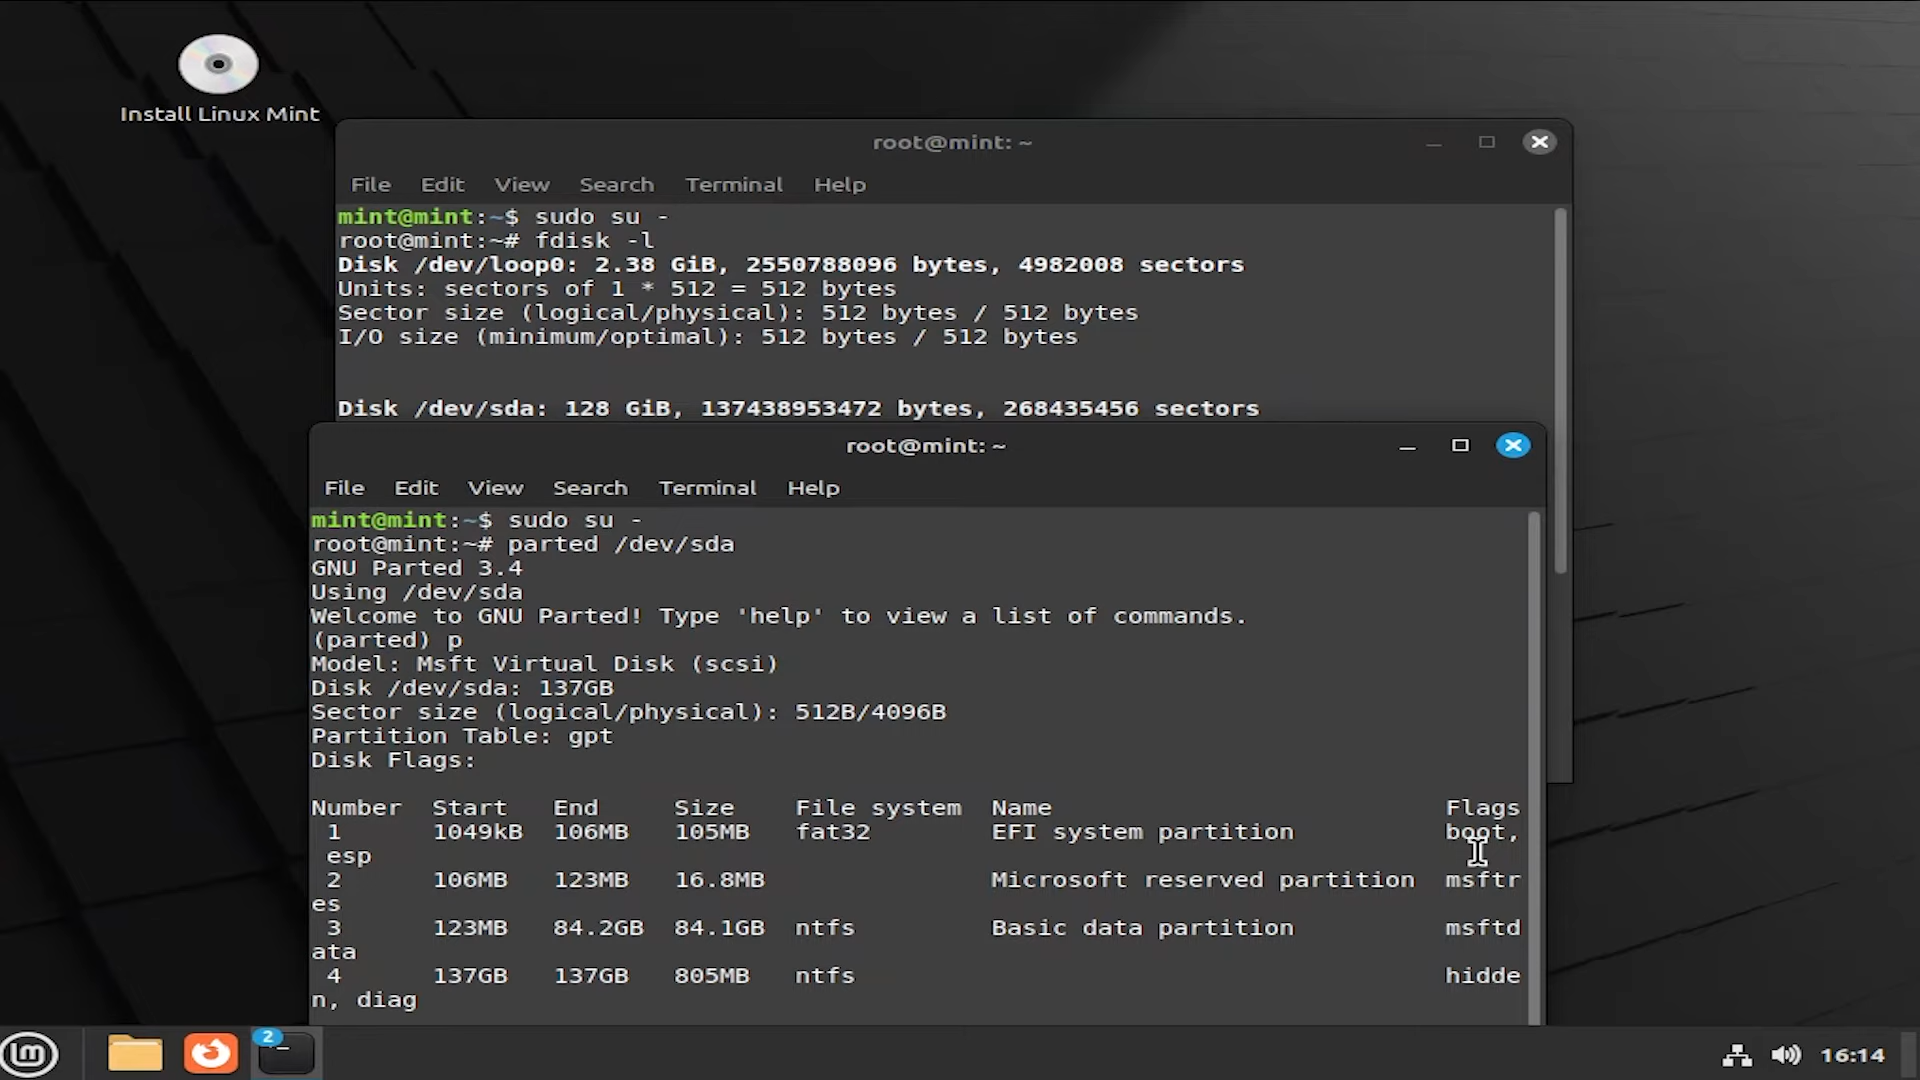 Install Linux Mint
root@mint: ~
File Edit View Search Terminal Help
mint@mint:~$ sudo su -
root@mint:~# fdisk -l
Disk /dev/loop0: 2.38 GiB, 2550788096 bytes, 4982008 sectors
Units: sectors of 1 * 512 = 512 bytes
Sector size (logical/physical): 512 bytes / 512 bytes
I/O size (minimum/optimal): 512 bytes / 512 bytes
Disk /dev/sda: 128 GiB, 137438953472 bytes, 268435456 sectors
root@mint: ~
File Edit View Search Terminal Help
mint@mint:~$ sudo su -
root@mint:~# parted /dev/sda
GNU Parted 3.4
Using /dev/sda
Welcome to GNU Parted! Type 'help' to view a list of commands.
(parted) p
Model: Msft Virtual Disk (scsi)
Disk /dev/sda: 137GB
Sector size (logical/physical): 512B/4096B
Partition Table: gpt
Disk Flags:
Number Start End Size File system Name Flags
1 1049kB 106MB 105MB fat32 EFI system partition boot,
esp
2 106MB 123MB 16.8MB Microsoft reserved partition msftr
es
3 123MB 84.2GB 84.1GB ntfs Basic data partition msftd
ata
4 137GB 137GB 805MB ntfs hidde
n, diag
lm
2
16:14